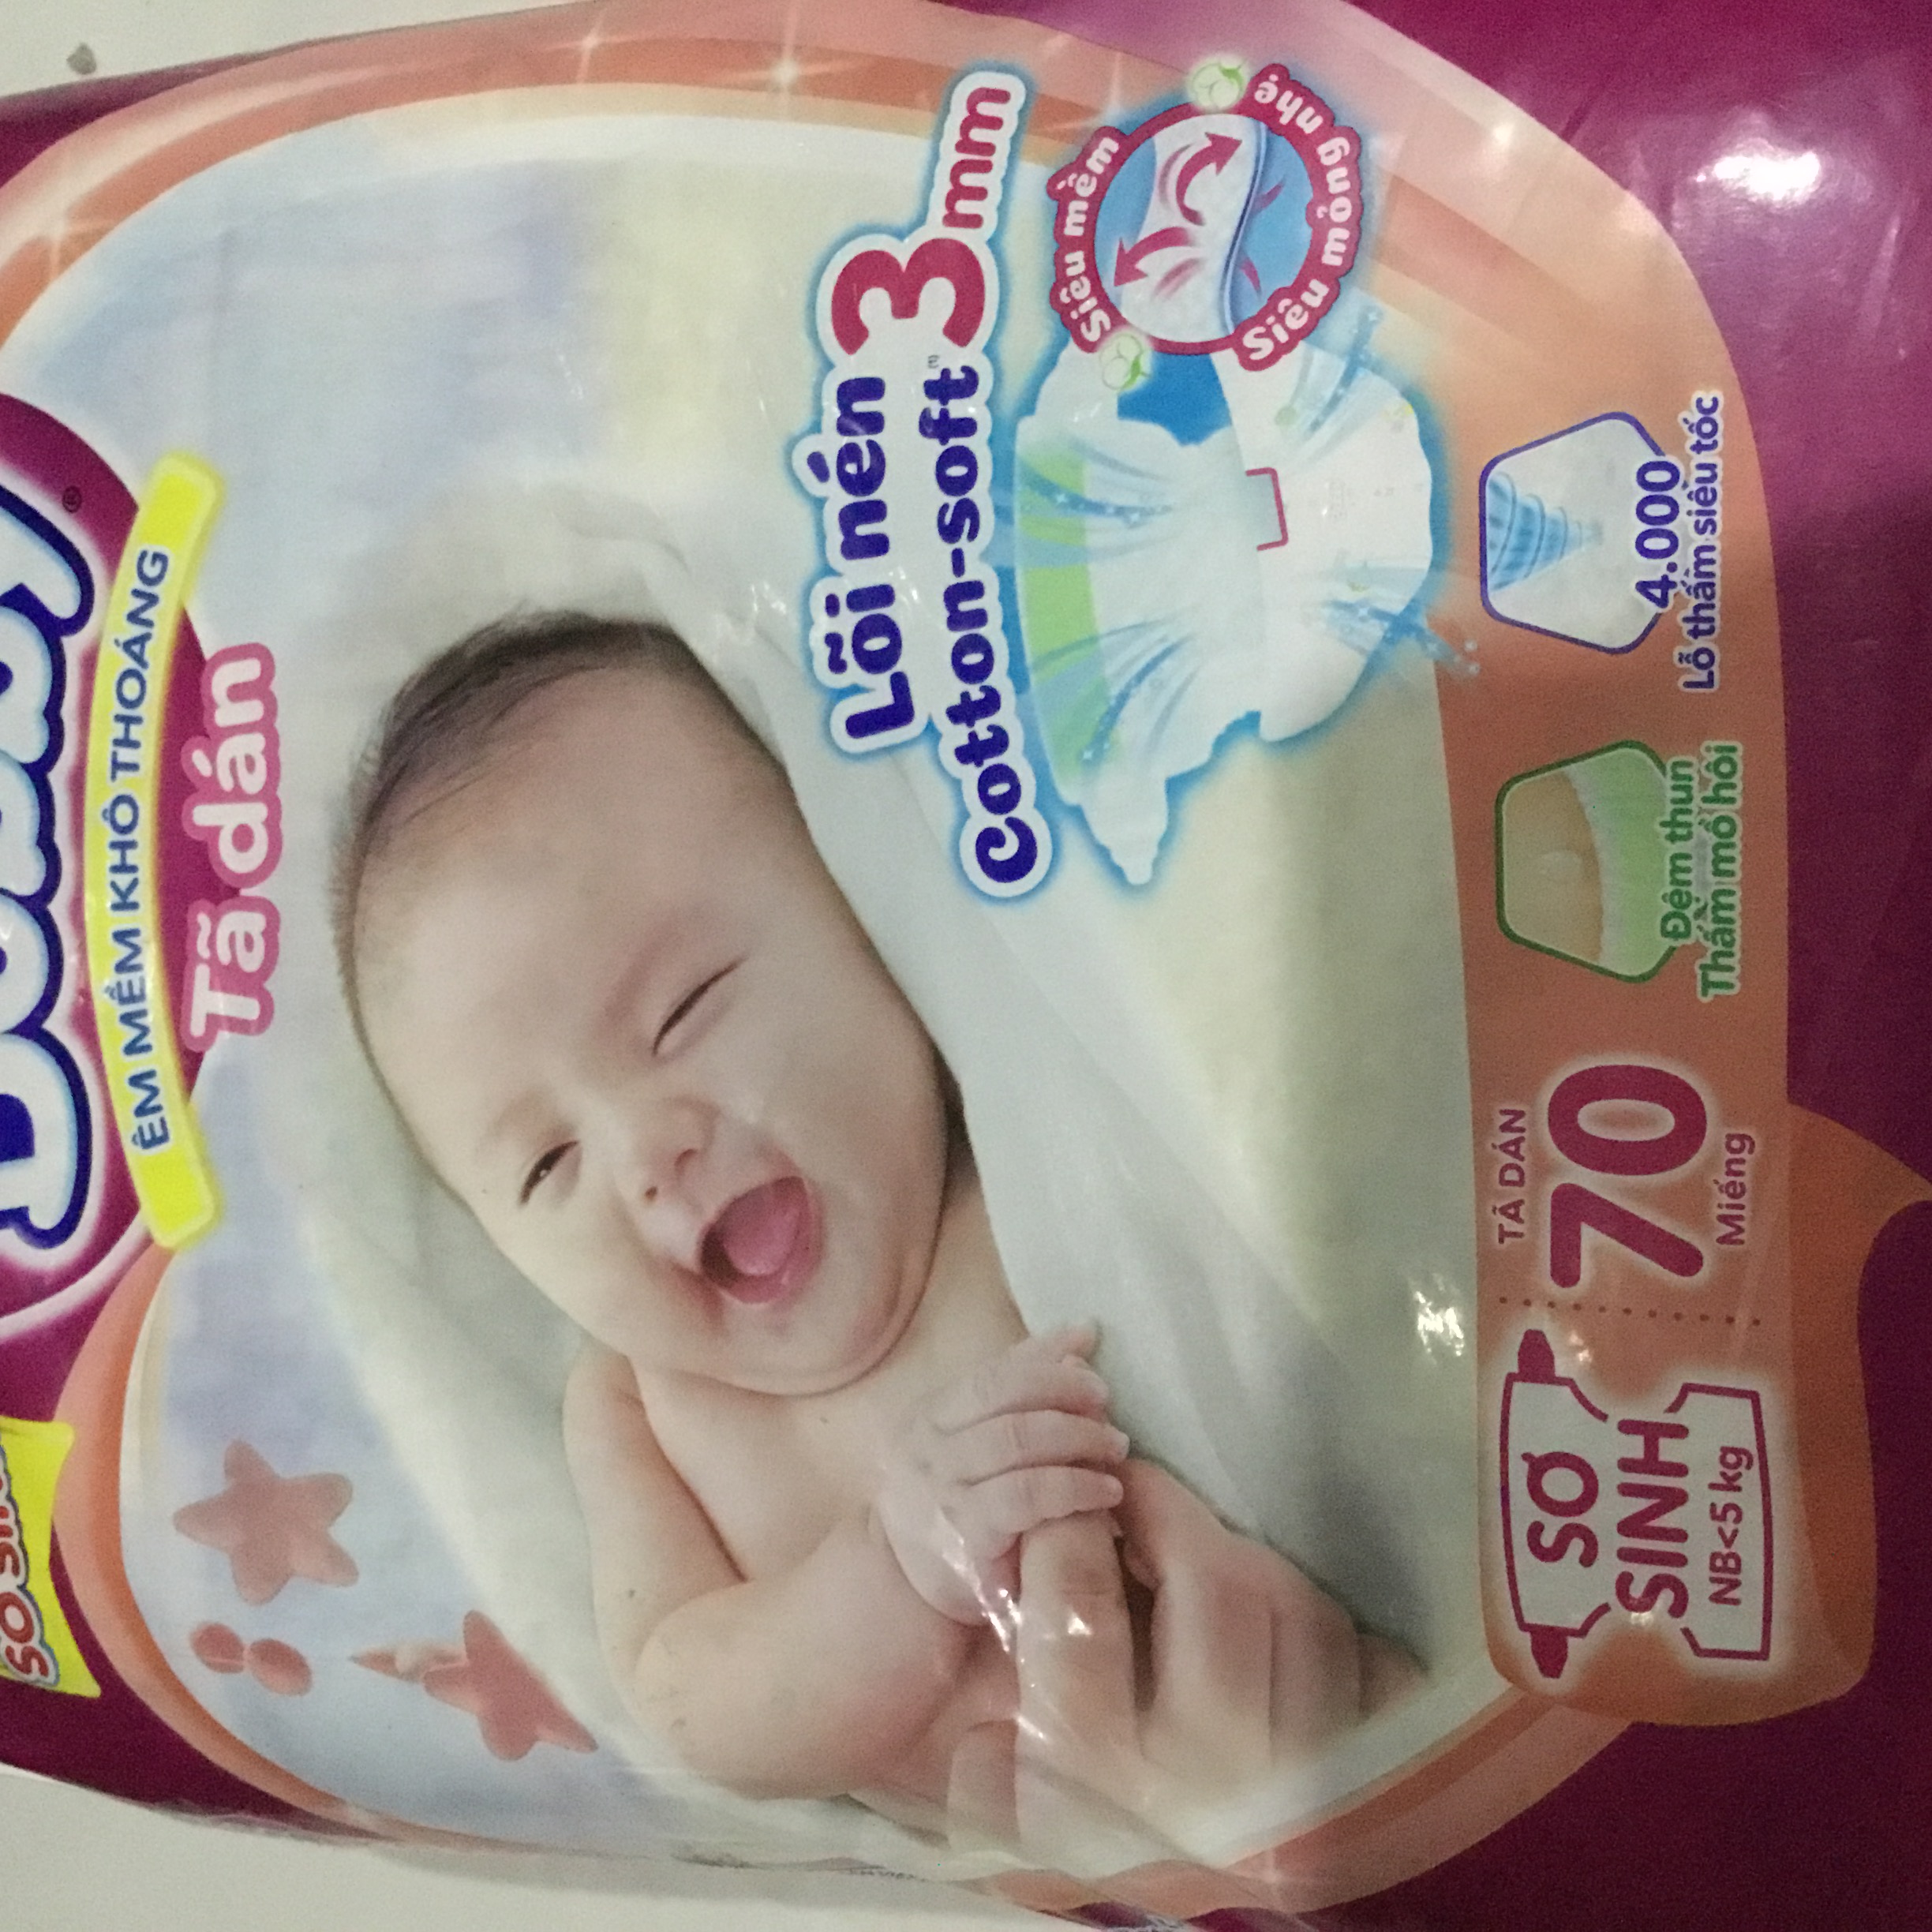 ®
ÊM MỀM KHÔ THOÁNG
Tã dán
Lõi nén 3mm
Cotton-soft
Siêu mềm
Siêu mỏng nhẹ
SƠ
SINH
NB<5 kg
TÃ DÁN
70
Miếng
Đệm thun
Thấm mồ hôi
4.000
Lỗ thấm siêu tốc